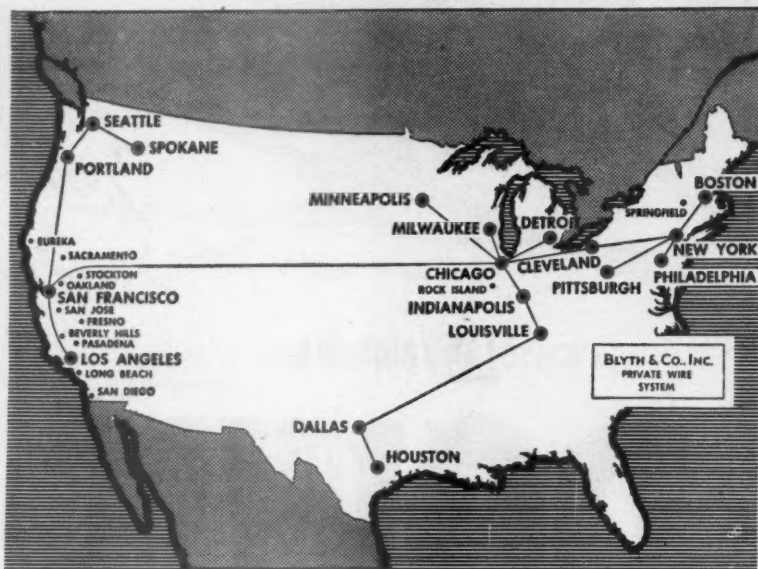 SEATTLE
SPOKANE
PORTLAND
MINNEAPOLIS
MILWAUKEE
DETROIT
BOSTON
SPRINGFIELD
EUREKA
SACRAMENTO
STOCKTON
OAKLAND
SAN FRANCISCO
SAN JOSE
FRESNO
BEVERLY HILLS
PASADENA
LOS ANGELES
LONG BEACH
SAN DIEGO
CHICAGO
ROCK ISLAND
INDIANAPOLIS
LOUISVILLE
CLEVELAND
PITTSBURGH
NEW YORK
PHILADELPHIA
BLYTH & CO., INC.
PRIVATE WIRE
SYSTEM
DALLAS
HOUSTON